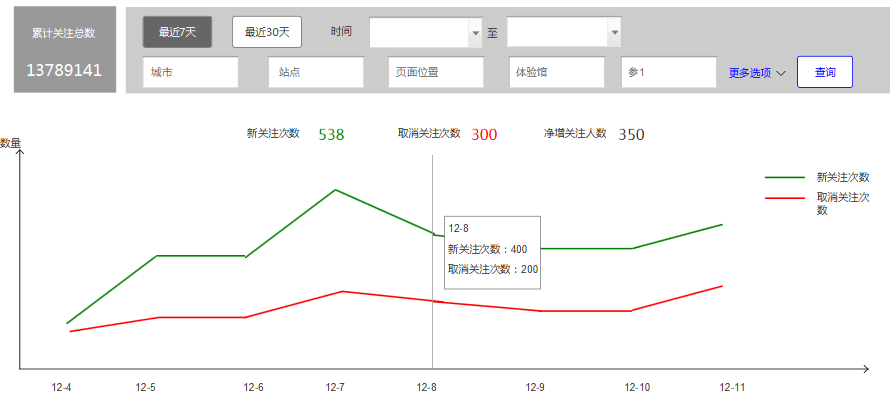 累计关注总数
13789141
最近7天
最近30天
时间
至
城市
站点
页面位置
体验馆
参1
更多选项
查询
新关注次数 538
取消关注次数 300
净增关注人数 350
数量
新关注次数
取消关注次
数
12-8
新关注次数：400
取消关注次数：200
12-4
12-5
12-6
12-7
12-8
12-9
12-10
12-11